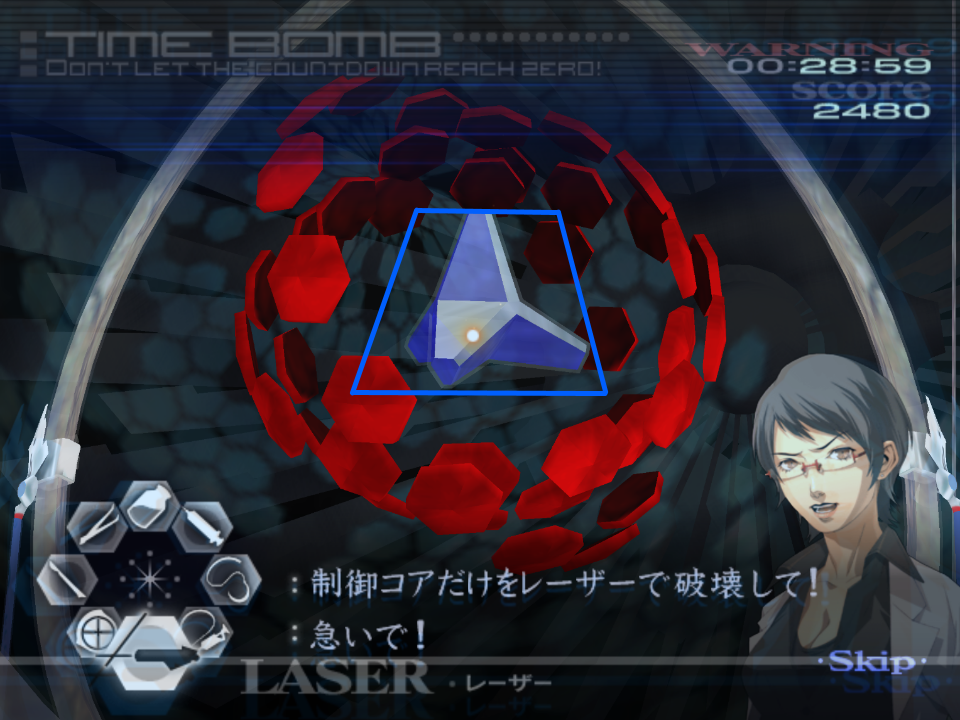 TIME BOMB
DON'T LET THE COUNTDOWN REACH ZERO!
WARNING
00:28:59
score
2480
：制御コアだけをレーザーで破壊して！
：急いで！
LASER・レーザー
・Skip・